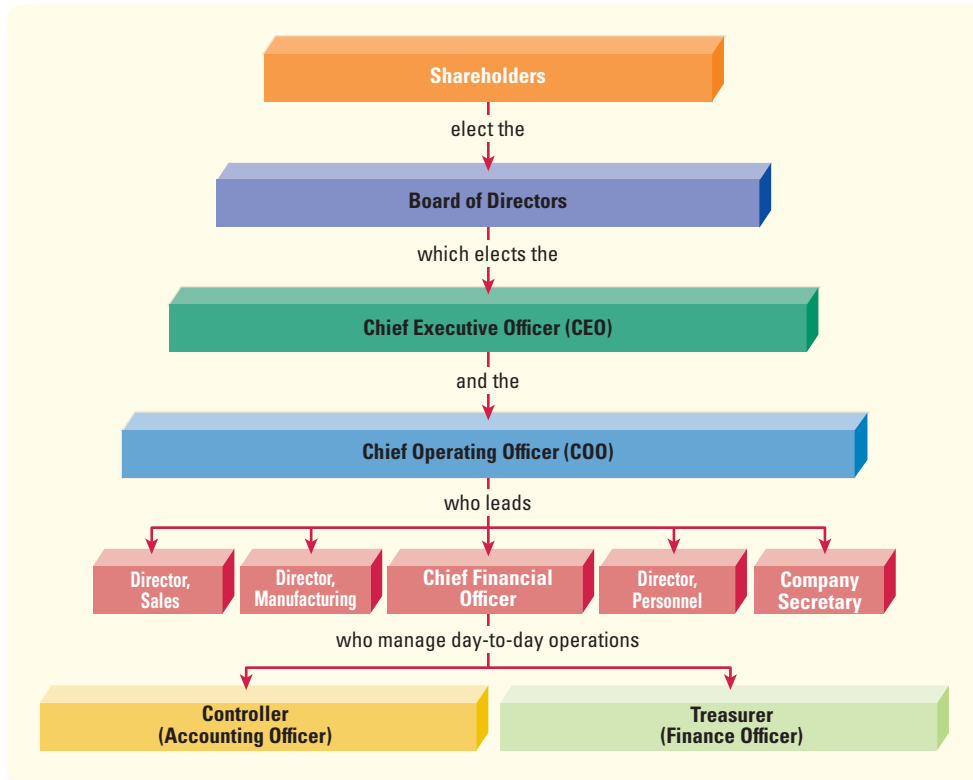 Shareholders
elect the
Board of Directors
which elects the
Chief Executive Officer (CEO)
and the
Chief Operating Officer (COO)
who leads
Director,
Sales
Director,
Manufacturing
Chief Financial
Officer
Director,
Personnel
Company
Secretary
who manage day-to-day operations
Controller
(Accounting Officer)
Treasurer
(Finance Officer)